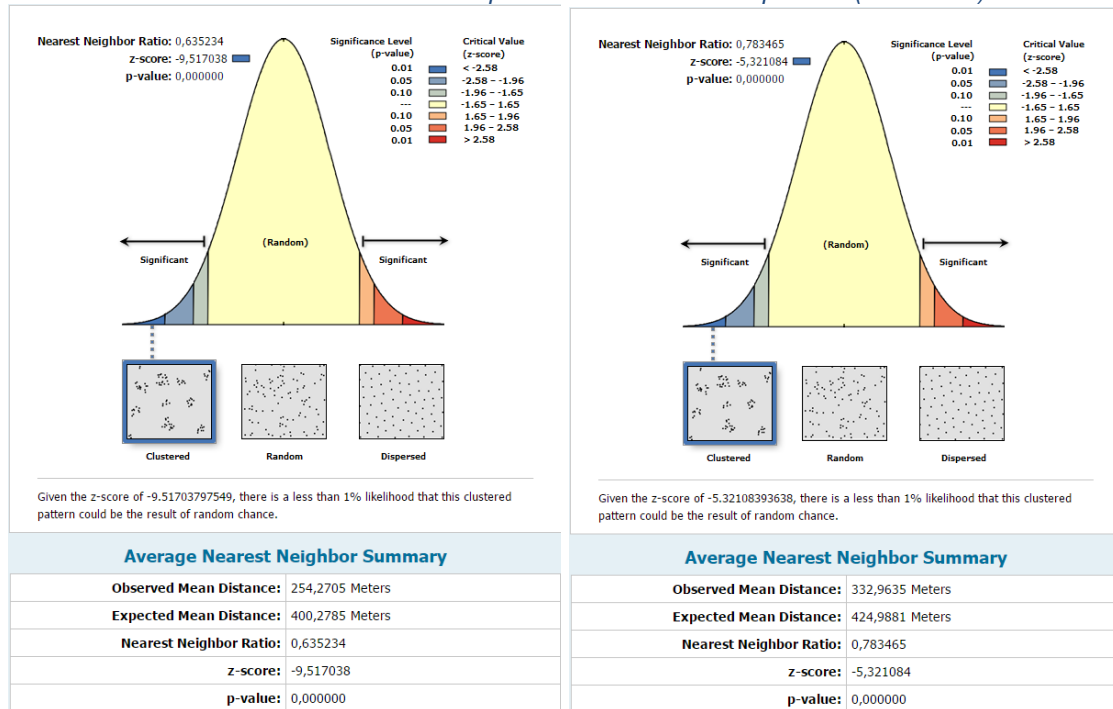 Nearest Neighbor Ratio: 0,635234
z-score: -9,517038
p-value: 0,000000
Significance Level
(p-value)
Critical Value
(z-score)
0.01 < -2.58
0.05 -2.58 – -1.96
0.10 -1.96 – -1.65
--- -1.65 – 1.65
0.10 1.65 – 1.96
0.05 1.96 – 2.58
0.01 > 2.58
(Random)
Significant
Significant
Clustered
Random
Dispersed
Given the z-score of -9.51703797549, there is a less than 1% likelihood that this clustered
pattern could be the result of random chance.
Average Nearest Neighbor Summary
Observed Mean Distance: 254,2705 Meters
Expected Mean Distance: 400,2785 Meters
Nearest Neighbor Ratio: 0,635234
z-score: -9,517038
p-value: 0,000000
Nearest Neighbor Ratio: 0,783465
z-score: -5,321084
p-value: 0,000000
Significance Level
(p-value)
Critical Value
(z-score)
0.01 < -2.58
0.05 -2.58 – -1.96
0.10 -1.96 – -1.65
--- -1.65 – 1.65
0.10 1.65 – 1.96
0.05 1.96 – 2.58
0.01 > 2.58
(Random)
Significant
Significant
Clustered
Random
Dispersed
Given the z-score of -5.32108393638, there is a less than 1% likelihood that this clustered
pattern could be the result of random chance.
Average Nearest Neighbor Summary
Observed Mean Distance: 332,9635 Meters
Expected Mean Distance: 424,9881 Meters
Nearest Neighbor Ratio: 0,783465
z-score: -5,321084
p-value: 0,000000